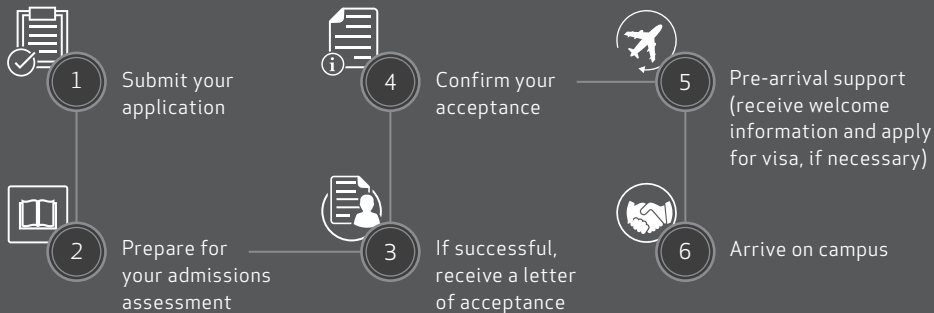 1
Submit your
application
2
Prepare for
your admissions
assessment
3
If successful,
receive a letter
of acceptance
4
Confirm your
acceptance
5
Pre-arrival support
(receive welcome
information and apply
for visa, if necessary)
6
Arrive on campus